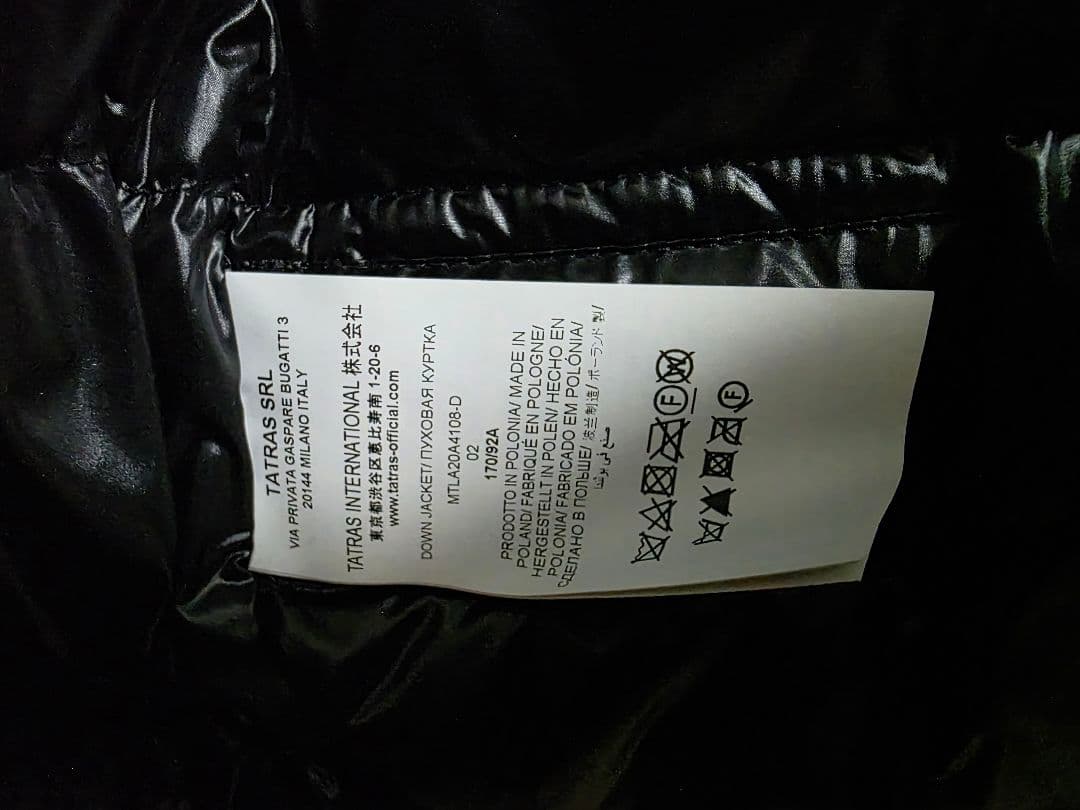 TATRAS SRL
VIA PRIVATA GASPARE BUGATTI 3
20144 MILANO ITALY
TATRAS INTERNATIONAL 株式会社
東京都渋谷区恵比寿南 1-20-6
www.tatras-official.com
DOWN JACKET/ ПУХОВАЯ КУРТКА
MTLA20A4108-D
02
170/92A
PRODOTTO IN POLONIA/ MADE IN
POLAND/ FABRIQUÉ EN POLOGNE/
HERGESTELLT IN POLEN/ HECHO EN
POLONIA/ FABRICADO EM POLÓNIA/
СДЕЛАНО В ПОЛЬШЕ/ 波兰制造/ ポーランド 製/
صنع في بولندا
F
F